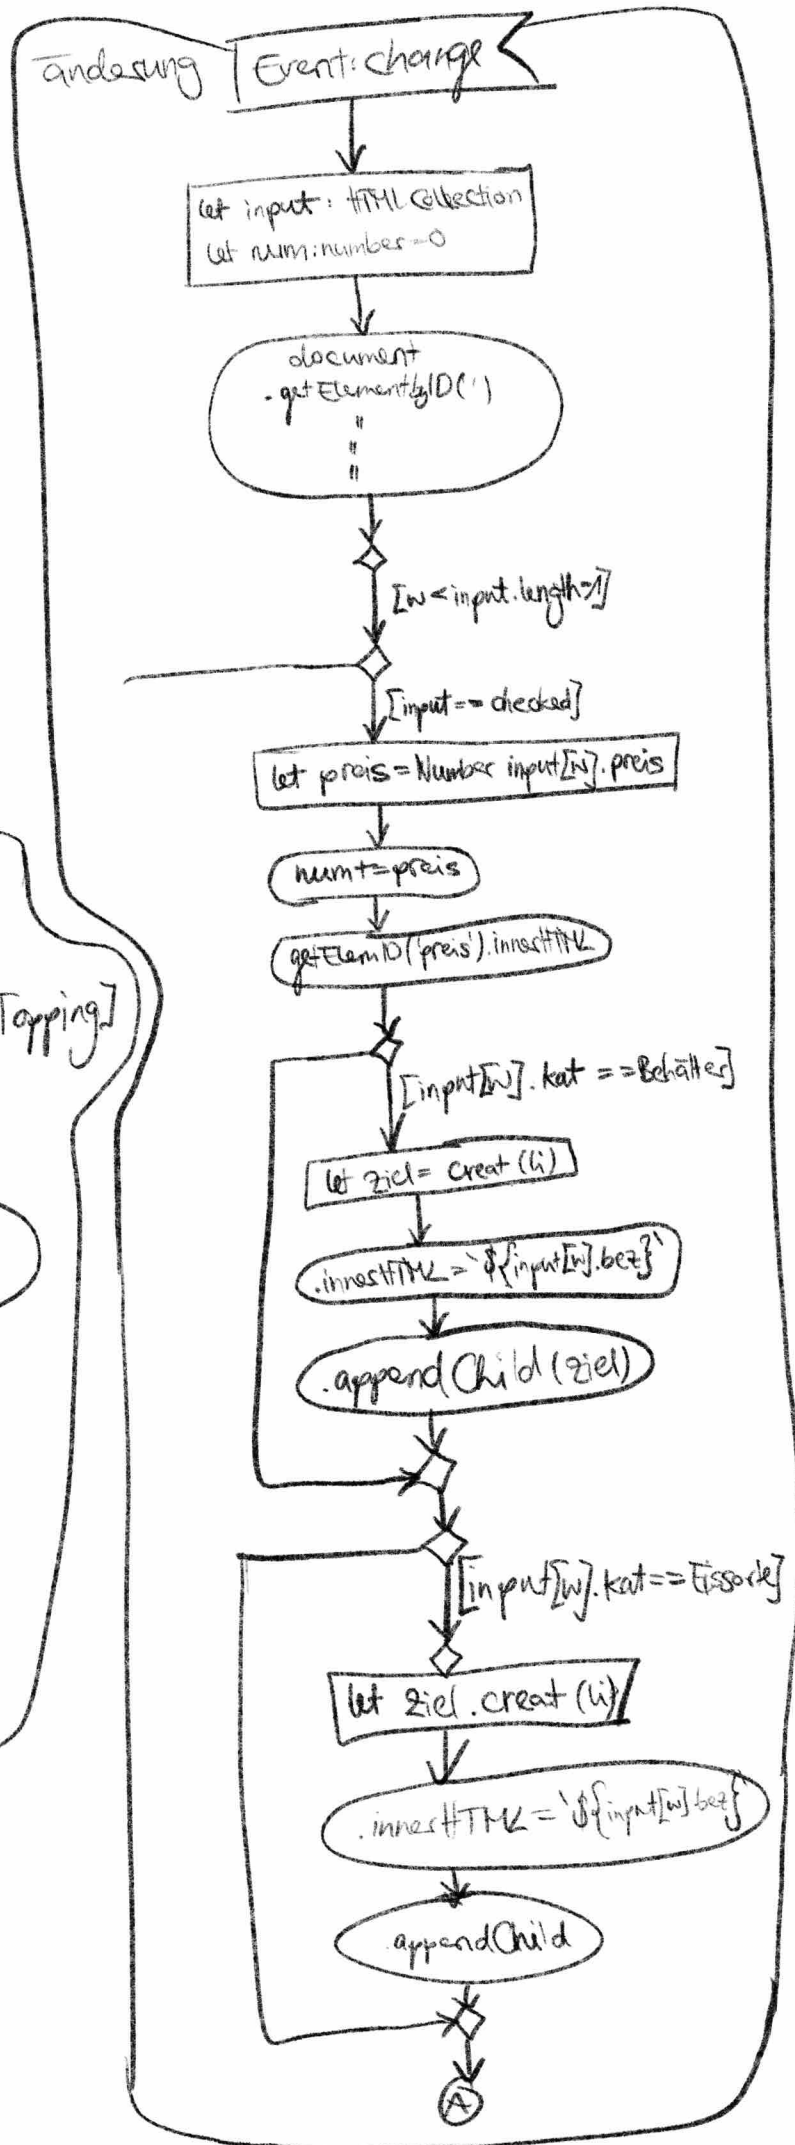 änderung
Event: change
let input: HTML Collection
let num: number = 0
document
.getElementbyID(')
"
"
"
[w < input.length=1]
[input == checked]
let preis = Number input[w].preis
num += preis
getElemID('preis').innerHTML
Topping]
[input[w].kat == Behälter]
let ziel = creat (li)
.innerHTML = `${input[w].bez}`
.appendChild (ziel)
[input[w].kat == Eissorte]
let ziel.creat (li)
.innerHTML = `${input[w].bez}`
.appendChild
A